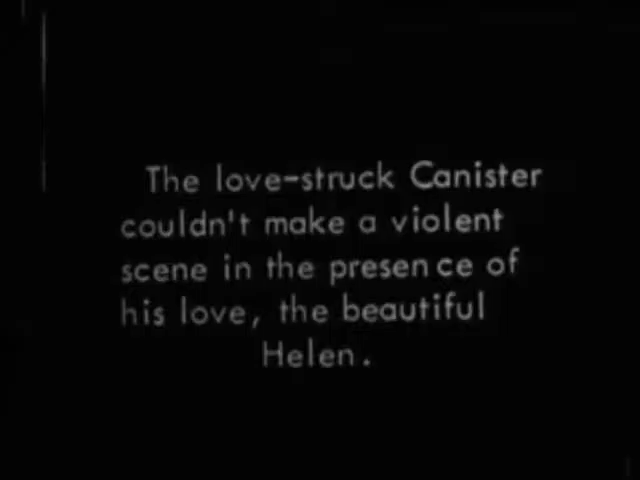 The love-struck Canister
couldn't make a violent
scene in the presence of
his love, the beautiful
Helen.